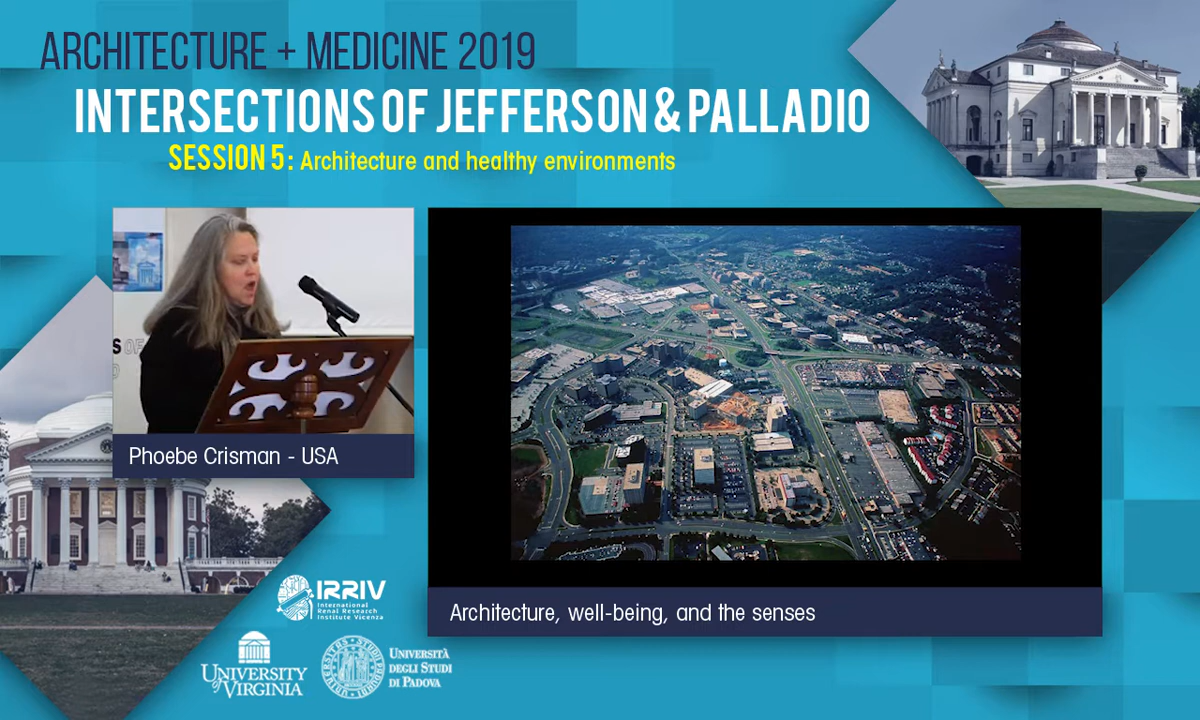 ARCHITECTURE + MEDICINE 2019
INTERSECTIONS OF JEFFERSON & PALLADIO
SESSION 5: Architecture and healthy environments
S OF
Phoebe Crisman - USA
Architecture, well-being, and the senses
IRRIV
International
Renal Research
Institute Vicenza
UNIVERSITY
of VIRGINIA
UNIVERSITÀ
DEGLI STUDI
DI PADOVA